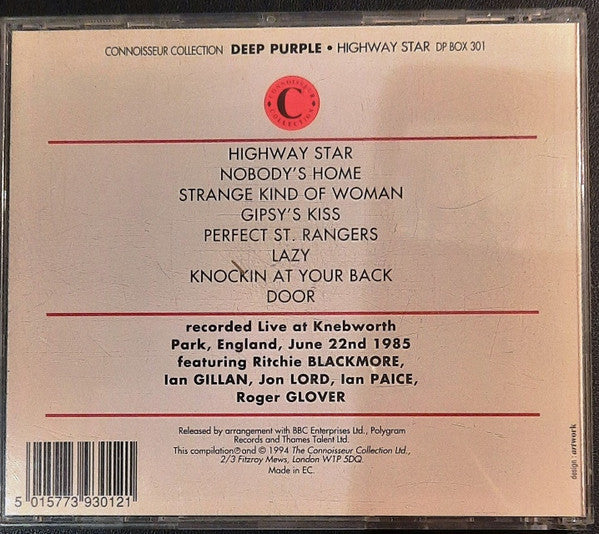 CONNOISSEUR COLLECTION DEEP PURPLE • HIGHWAY STAR DP BOX 301
CONNOISSEUR
C
COLLECTION
HIGHWAY STAR
NOBODY'S HOME
STRANGE KIND OF WOMAN
GIPSY'S KISS
PERFECT ST. RANGERS
LAZY
KNOCKIN AT YOUR BACK
DOOR
recorded Live at Knebworth
Park, England, June 22nd 1985
featuring Ritchie BLACKMORE,
Ian GILLAN, Jon LORD, Ian PAICE,
Roger GLOVER
Released by arrangement with BBC Enterprises Ltd., Polygram
Records and Thames Talent Ltd.
This compilation℗and © 1994 The Connoisseur Collection Ltd.,
2/3 Fitzroy Mews, London W1P 5DQ.
Made in EC.
5 015773 930121
design : artwork